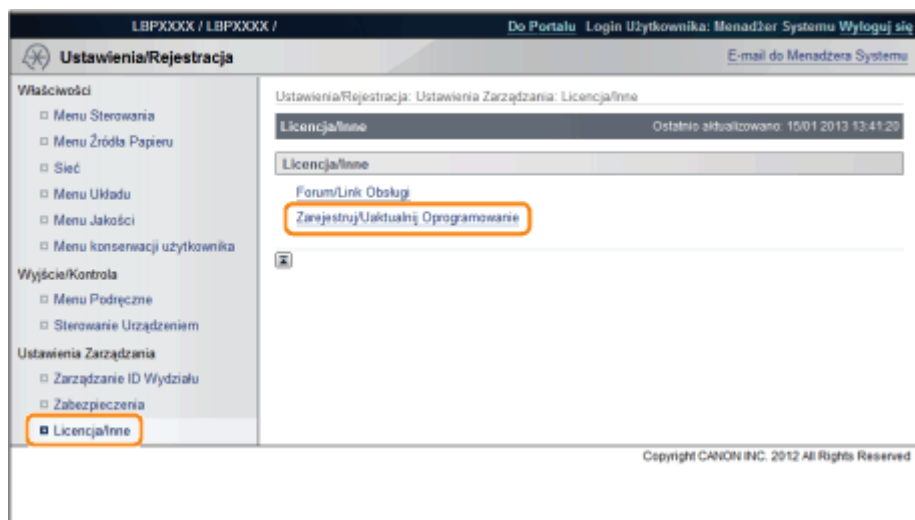 LBPXXXX / LBPXXXX /
Do Portalu Login Użytkownika: Menadżer Systemu Wyloguj się
Ustawienia/Rejestracja
E-mail do Menadżera Systemu
Właściwości
Menu Sterowania
Menu Źródła Papieru
Sieć
Menu Układu
Menu Jakości
Menu konserwacji użytkownika
Wyjście/Kontrola
Menu Podręczne
Sterowanie Urządzeniem
Ustawienia Zarządzania
Zarządzanie ID Wydziału
Zabezpieczenia
Licencja/Inne
Ustawienia/Rejestracja: Ustawienia Zarządzania: Licencja/Inne
Licencja/Inne
Ostatnio aktualizowano: 15/01 2013 13:41:20
Licencja/Inne
Forum/Link Obsługi
Zarejestruj/Uaktualnij Oprogramowanie
Copyright CANON INC. 2012 All Rights Reserved